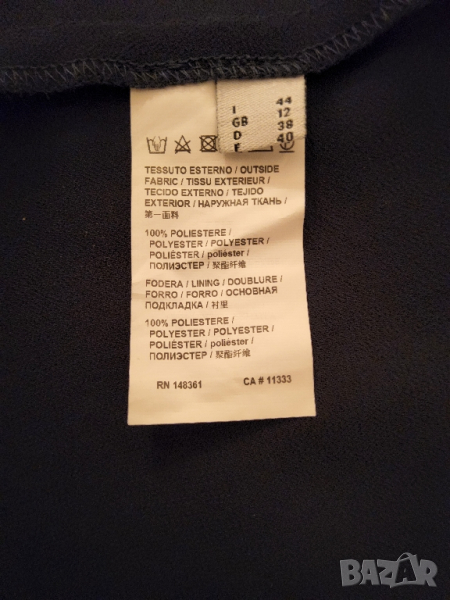 I 44
GB 12
D 38
F 40
TESSUTO ESTERNO / OUTSIDE
FABRIC / TISSU EXTERIEUR /
TECIDO EXTERNO / TEJIDO
EXTERIOR / НАРУЖНАЯ ТКАНЬ /
第一面料
100% POLIESTERE /
POLYESTER / POLYESTER /
POLIÉSTER / poliéster /
ПОЛИЭСТЕР / 聚酯纤维
FODERA / LINING / DOUBLURE /
FORRO / FORRO / ОСНОВНАЯ
ПОДКЛАДКА / 衬里
100% POLIESTERE /
POLYESTER / POLYESTER /
POLIÉSTER / poliéster /
ПОЛИЭСТЕР / 聚酯纤维
RN 148361 CA # 11333
BAZAR